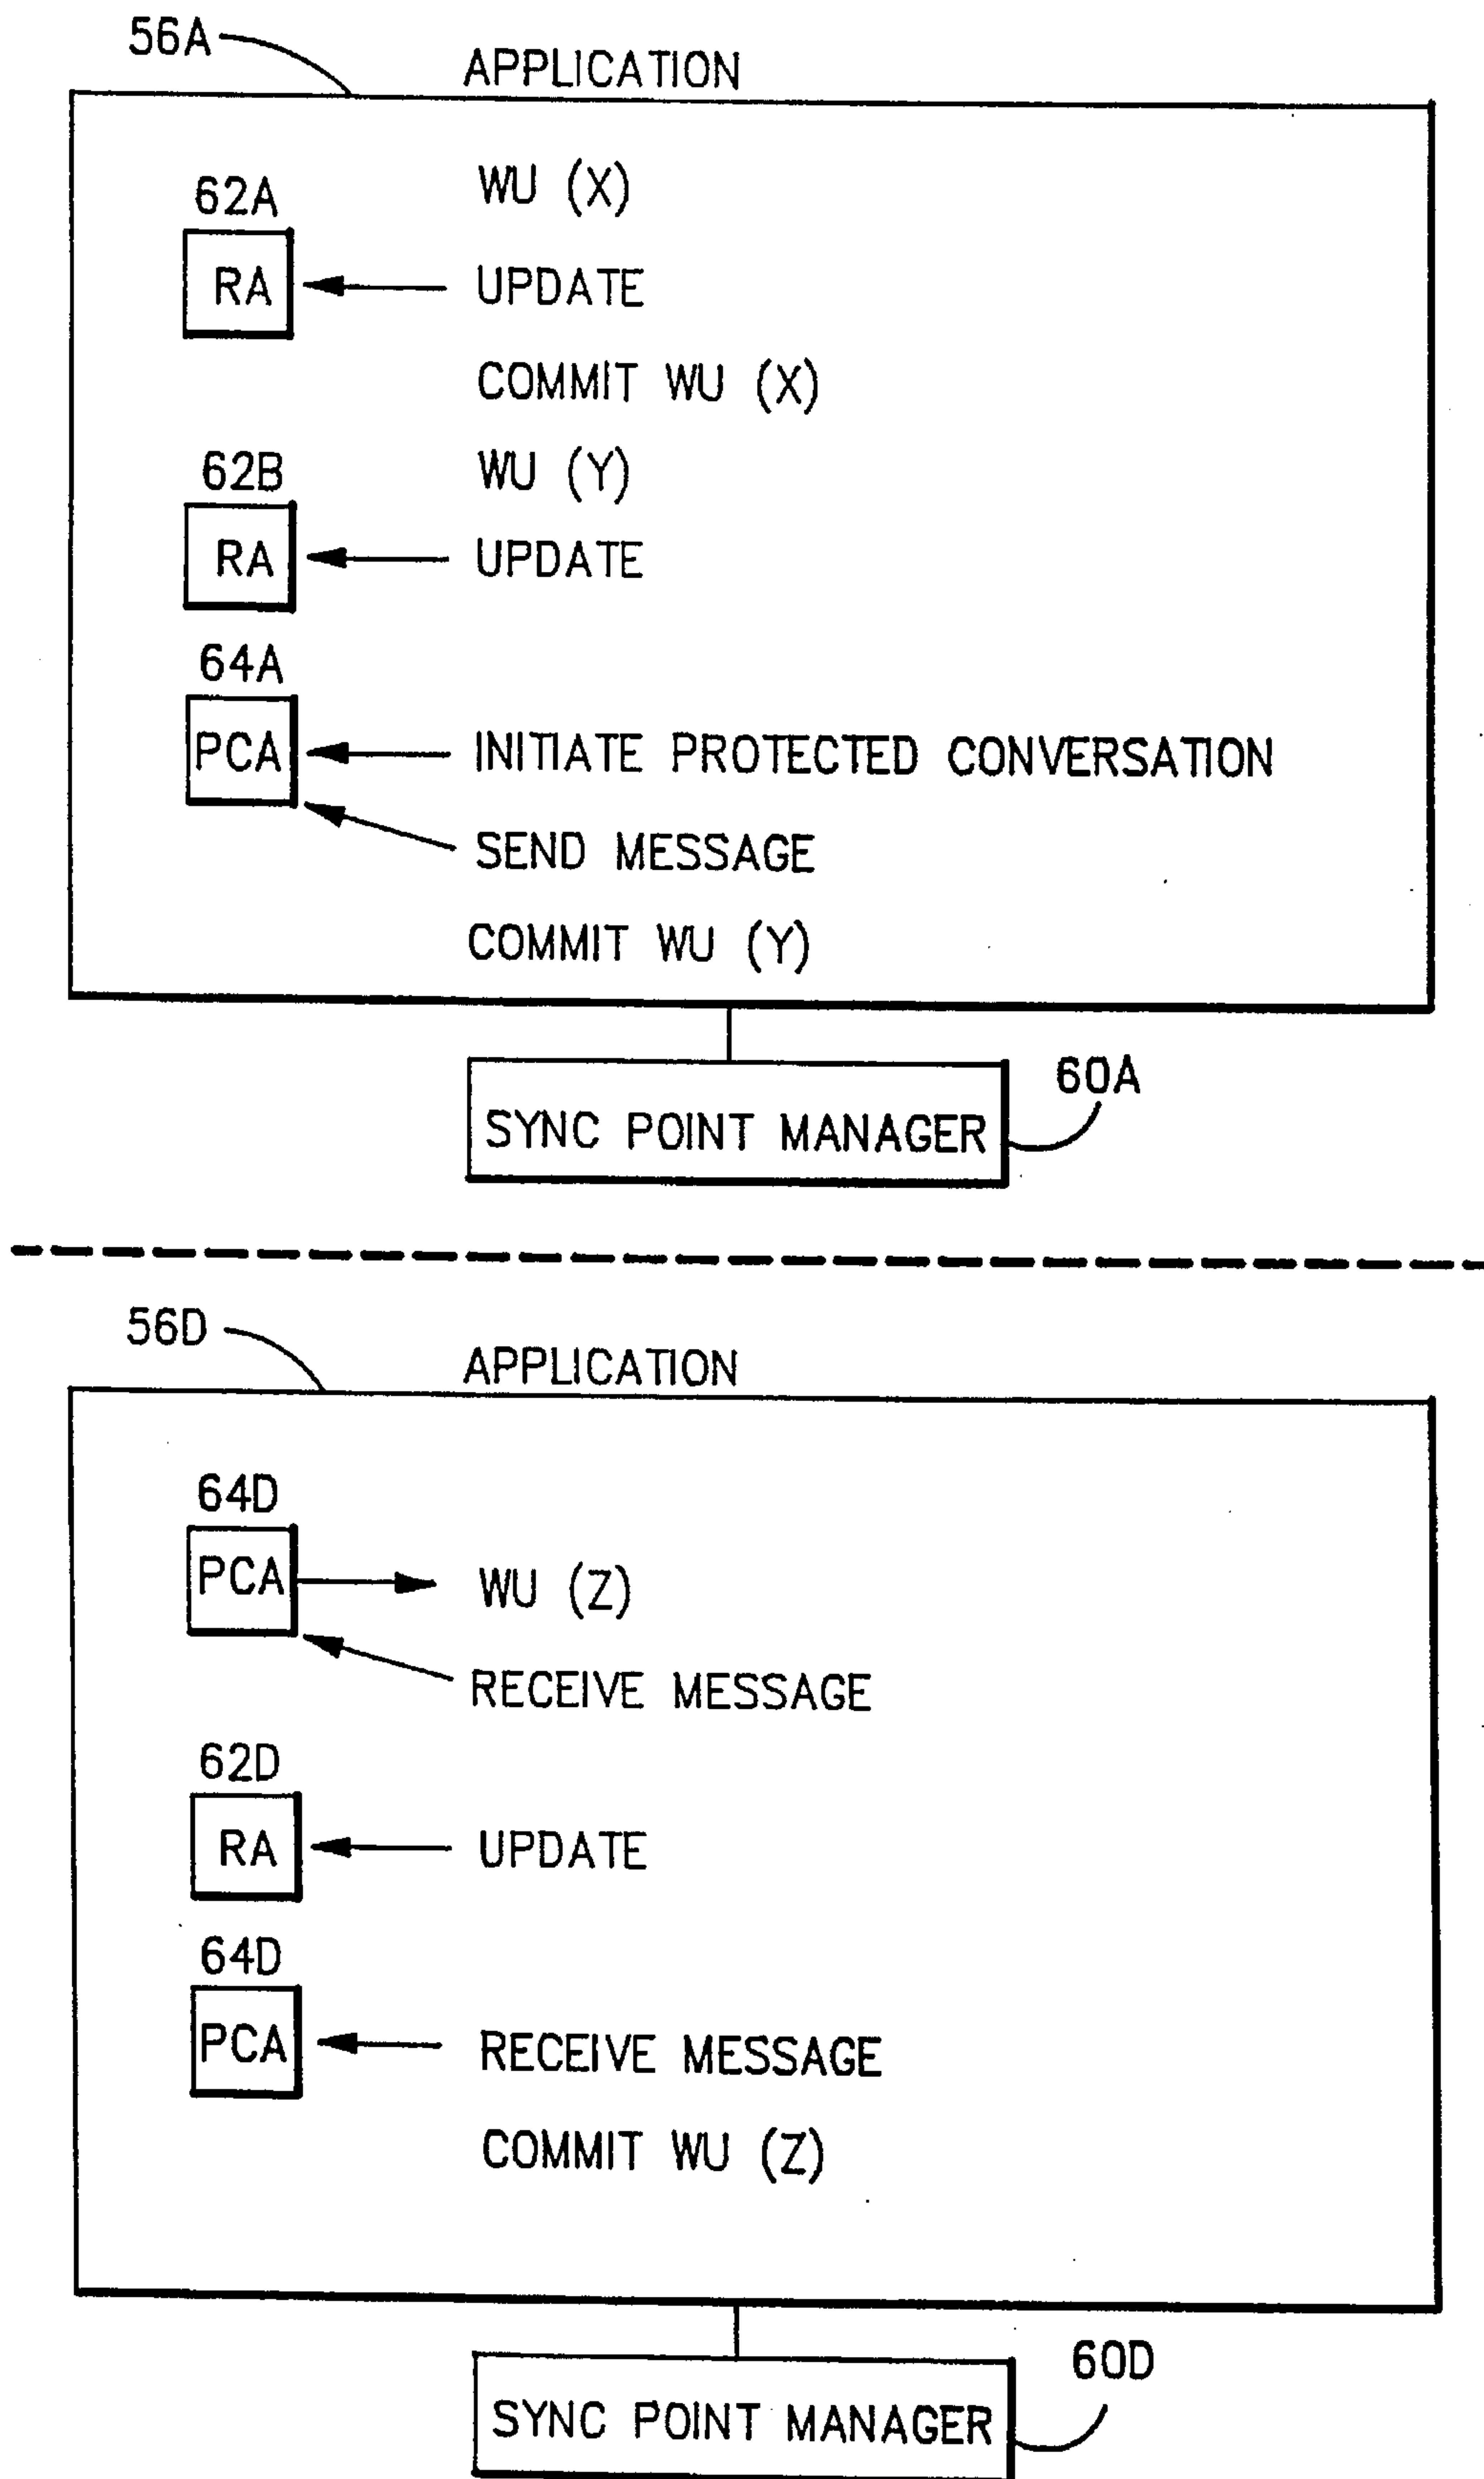 56A
APPLICATION
WU (X)
62A
RA
UPDATE
COMMIT WU (X)
62B
WU (Y)
RA
UPDATE
64A
PCA
INITIATE PROTECTED CONVERSATION
SEND MESSAGE
COMMIT WU (Y)
60A
SYNC POINT MANAGER
56D
APPLICATION
64D
PCA
WU (Z)
RECEIVE MESSAGE
62D
RA
UPDATE
64D
PCA
RECEIVE MESSAGE
COMMIT WU (Z)
60D
SYNC POINT MANAGER